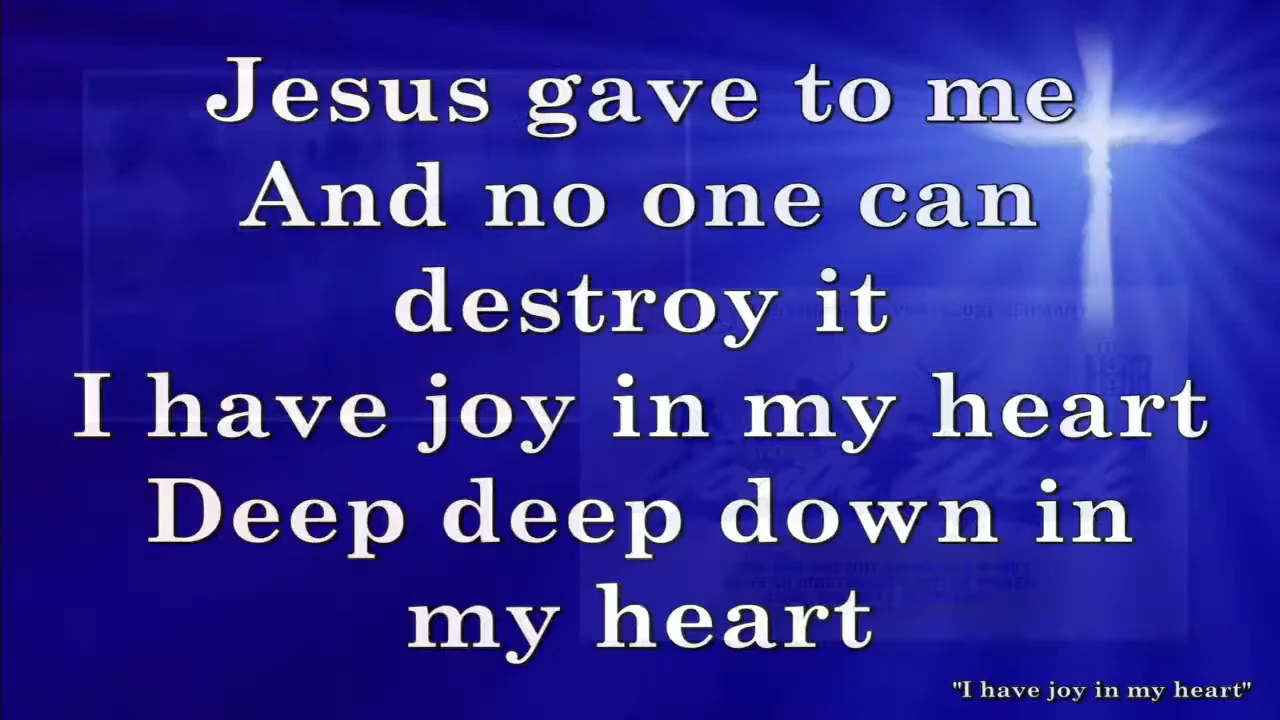 Jesus gave to me
And no one can
destroy it
I have joy in my heart
Deep deep down in
my heart
"I have joy in my heart"